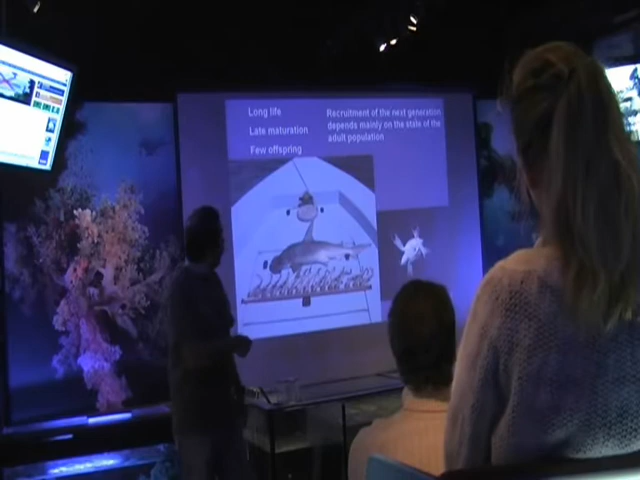 Long life
Late maturation
Few offspring
Recruitment of the next generation
depends mainly on the state of the
adult population